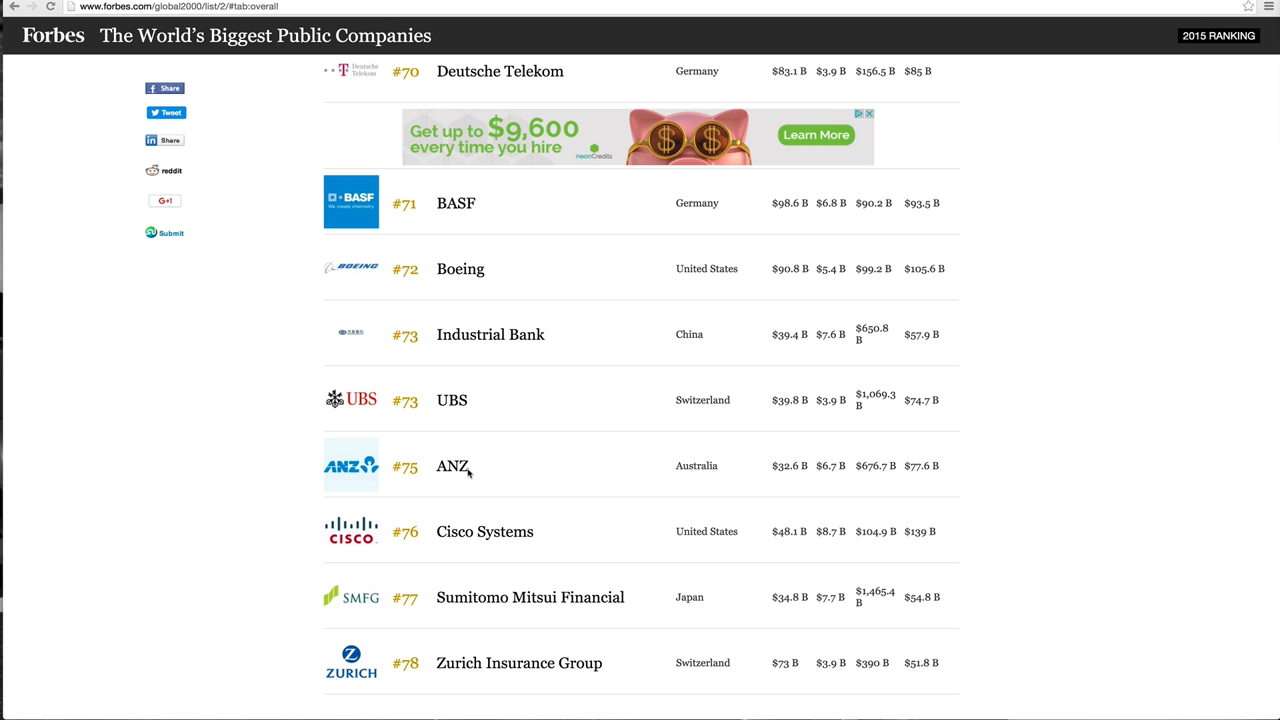 www.forbes.com/global2000/list/2/#tab:overall
Forbes The World's Biggest Public Companies 2015 RANKING
Deutsche Telekom #70 Deutsche Telekom Germany $83.1 B $3.9 B $156.5 B $85 B
Share
Tweet
Share
reddit
G+1
Submit
Get up to $9,600
every time you hire
neonCredits
Learn More
BASF
We create chemistry
#71 BASF Germany $98.6 B $6.8 B $90.2 B $93.5 B
BOEING #72 Boeing United States $90.8 B $5.4 B $99.2 B $105.6 B
#73 Industrial Bank China $39.4 B $7.6 B $650.8 B $57.9 B
UBS #73 UBS Switzerland $39.8 B $3.9 B $1,069.3 B $74.7 B
ANZ #75 ANZ Australia $32.6 B $6.7 B $676.7 B $77.6 B
CISCO #76 Cisco Systems United States $48.1 B $8.7 B $104.9 B $139 B
SMFG #77 Sumitomo Mitsui Financial Japan $34.8 B $7.7 B $1,465.4 B $54.8 B
ZURICH #78 Zurich Insurance Group Switzerland $73 B $3.9 B $390 B $51.8 B